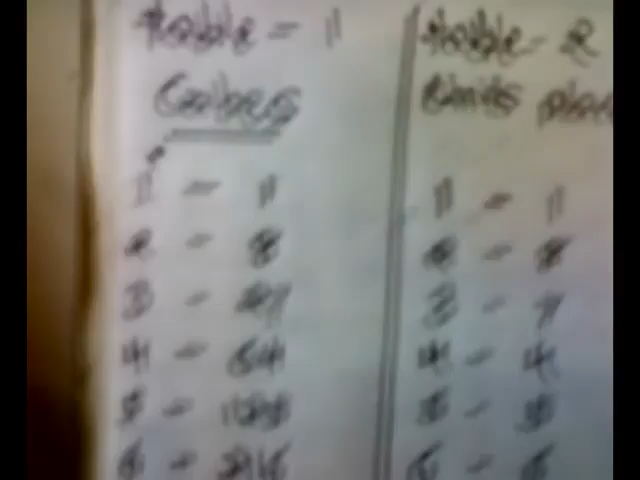 Table = 1
Table - 2
Cubes
Units plac
1 - 1
1 - 1
2 - 8
2 - 8
3 - 27
3 - 7
4 - 64
4 - 4
5 - 125
5 - 5
6 - 216
6 - 6